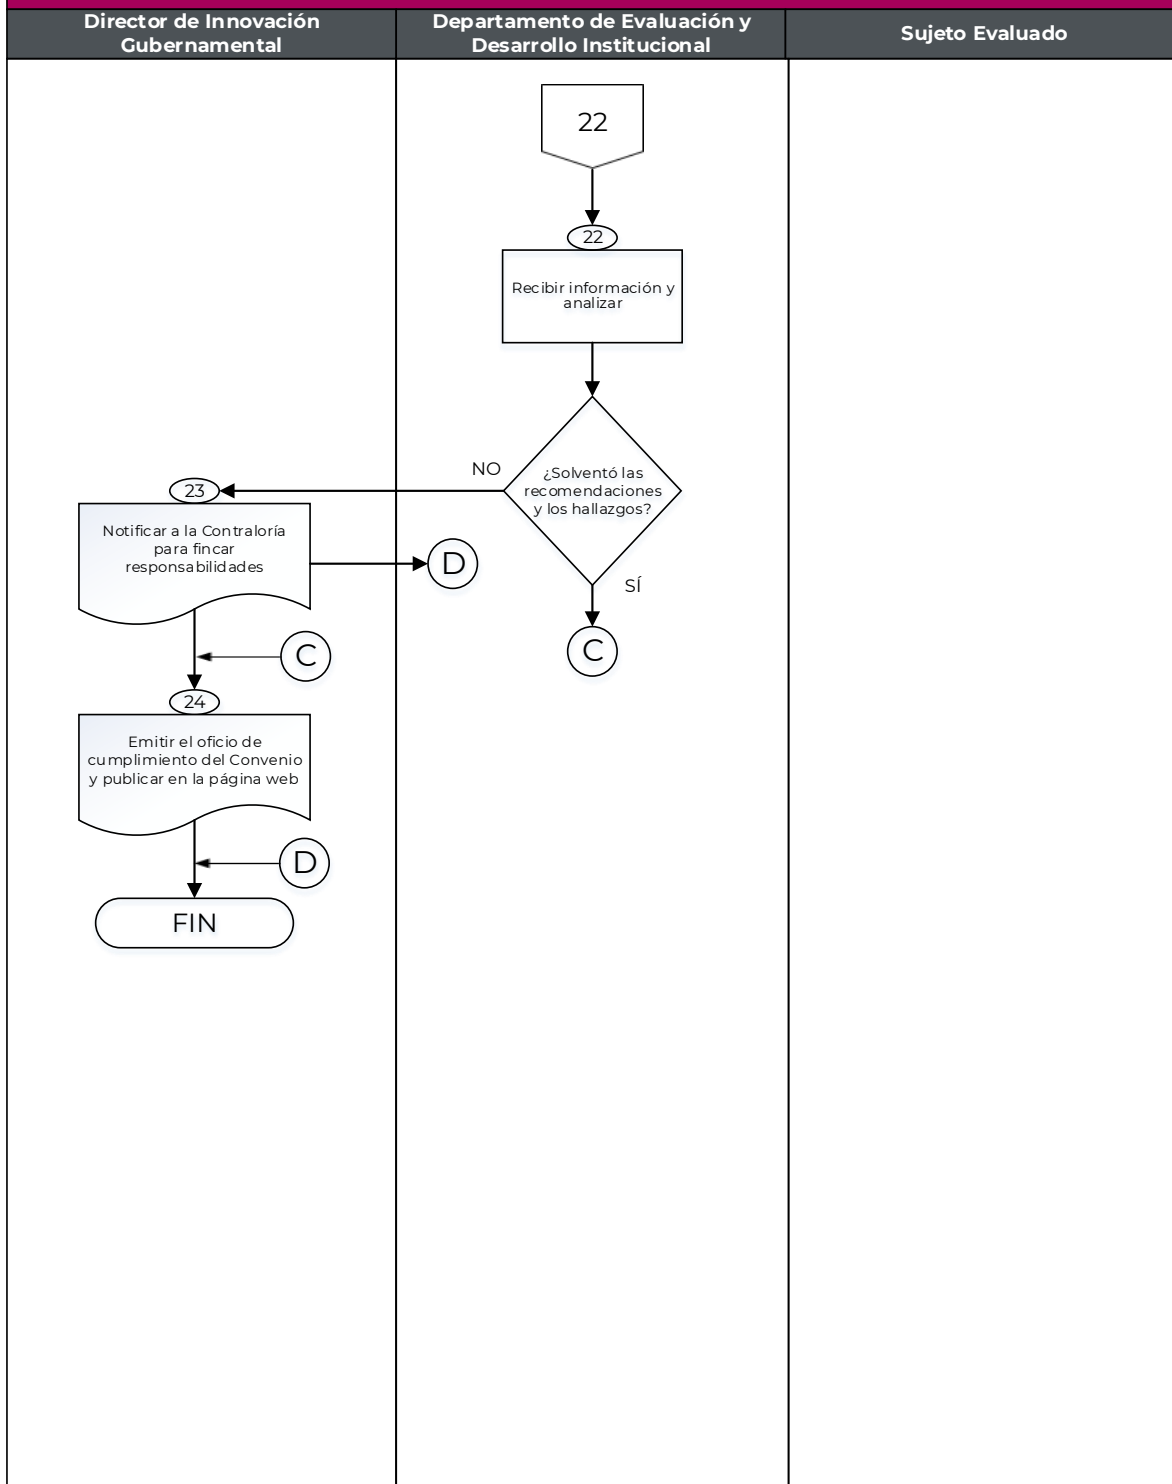 Director de Innovación
Gubernamental
Departamento de Evaluación y
Desarrollo Institucional
Sujeto Evaluado
22
22
Recibir información y
analizar
¿Solventó las
recomendaciones
y los hallazgos?
NO
SÍ
23
Notificar a la Contraloría
para fincar
responsabilidades
D
C
C
24
Emitir el oficio de
cumplimiento del Convenio
y publicar en la página web
D
FIN